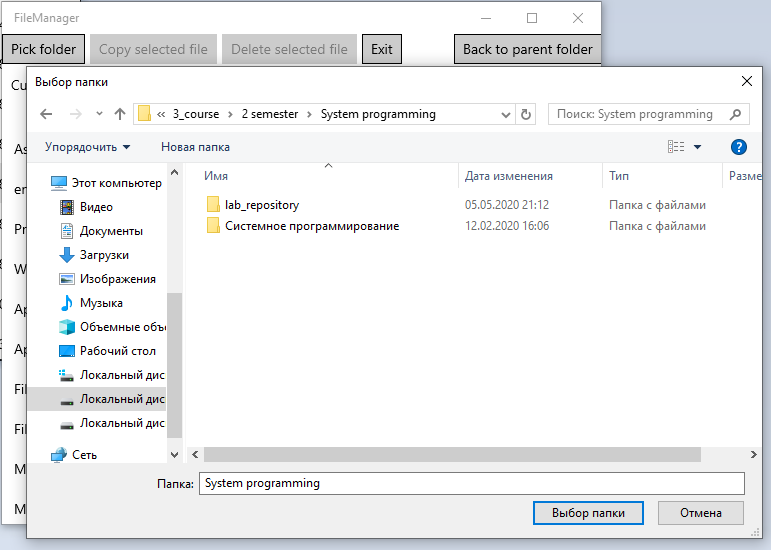 FileManager
Pick folder Copy selected file Delete selected file Exit Back to parent folder
Cu
Выбор папки
« 3_course 2 semester System programming Поиск: System programming
Упорядочить Новая папка
Имя Дата изменения Тип Разме
lab_repository 05.05.2020 21:12 Папка с файлами
Системное программирование 12.02.2020 16:06 Папка с файлами
Этот компьютер
Видео
Документы
Загрузки
Изображения
Музыка
Объемные объе
Рабочий стол
Локальный дис
Локальный дис
Локальный дис
Сеть
As
en
Pr
W
Ap
Ap
Fil
Fil
M
M
Папка: System programming
Выбор папки Отмена